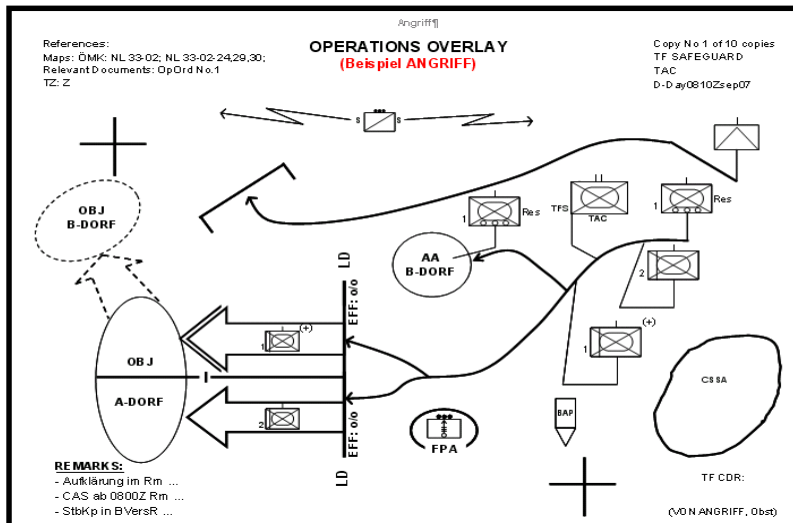 Angriff¶
References:
Maps: ÖMK: NL 33-02; NL 33-02-24,29,30;
Relevant Documents: OpOrd No.1
TZ: Z
OPERATIONS OVERLAY
(Beispiel ANGRIFF)
Copy No 1 of 10 copies
TF SAFEGUARD
TAC
D-Day0810Zsep07
S S
OBJ
B-DORF
1 Res
TFS
TAC
1 Res
AA
B-DORF
2
LD
EFF: o/o
(+)
1
(+)
1
OBJ
I
A-DORF
2
CSSA
EFF: o/o
LD
FPA
BAP
REMARKS:
- Aufklärung im Rm ...
- CAS ab 0800Z Rm ...
- StbKp in BVersR ...
TF CDR:
(VON ANGRIFF, Obst)